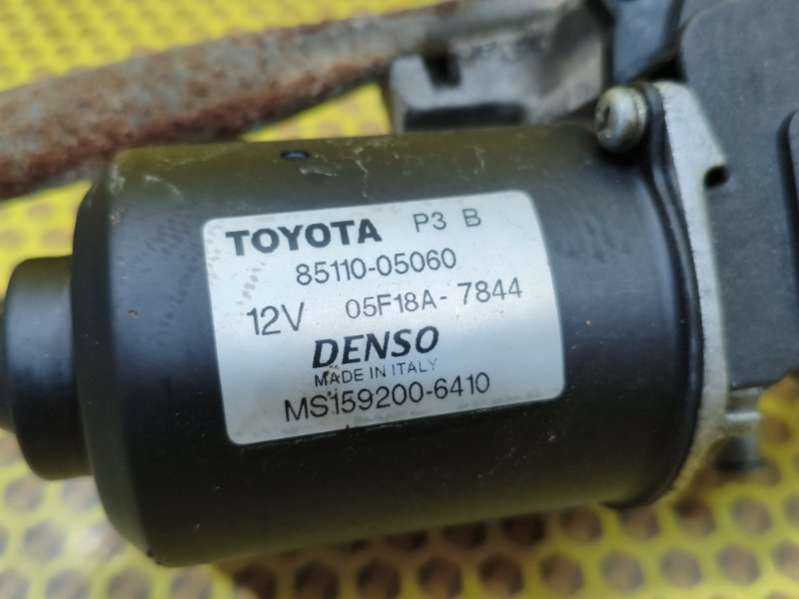 TOYOTA P3 B
85110-05060
12V 05F18A-7844
DENSO
MADE IN ITALY
MS159200-6410